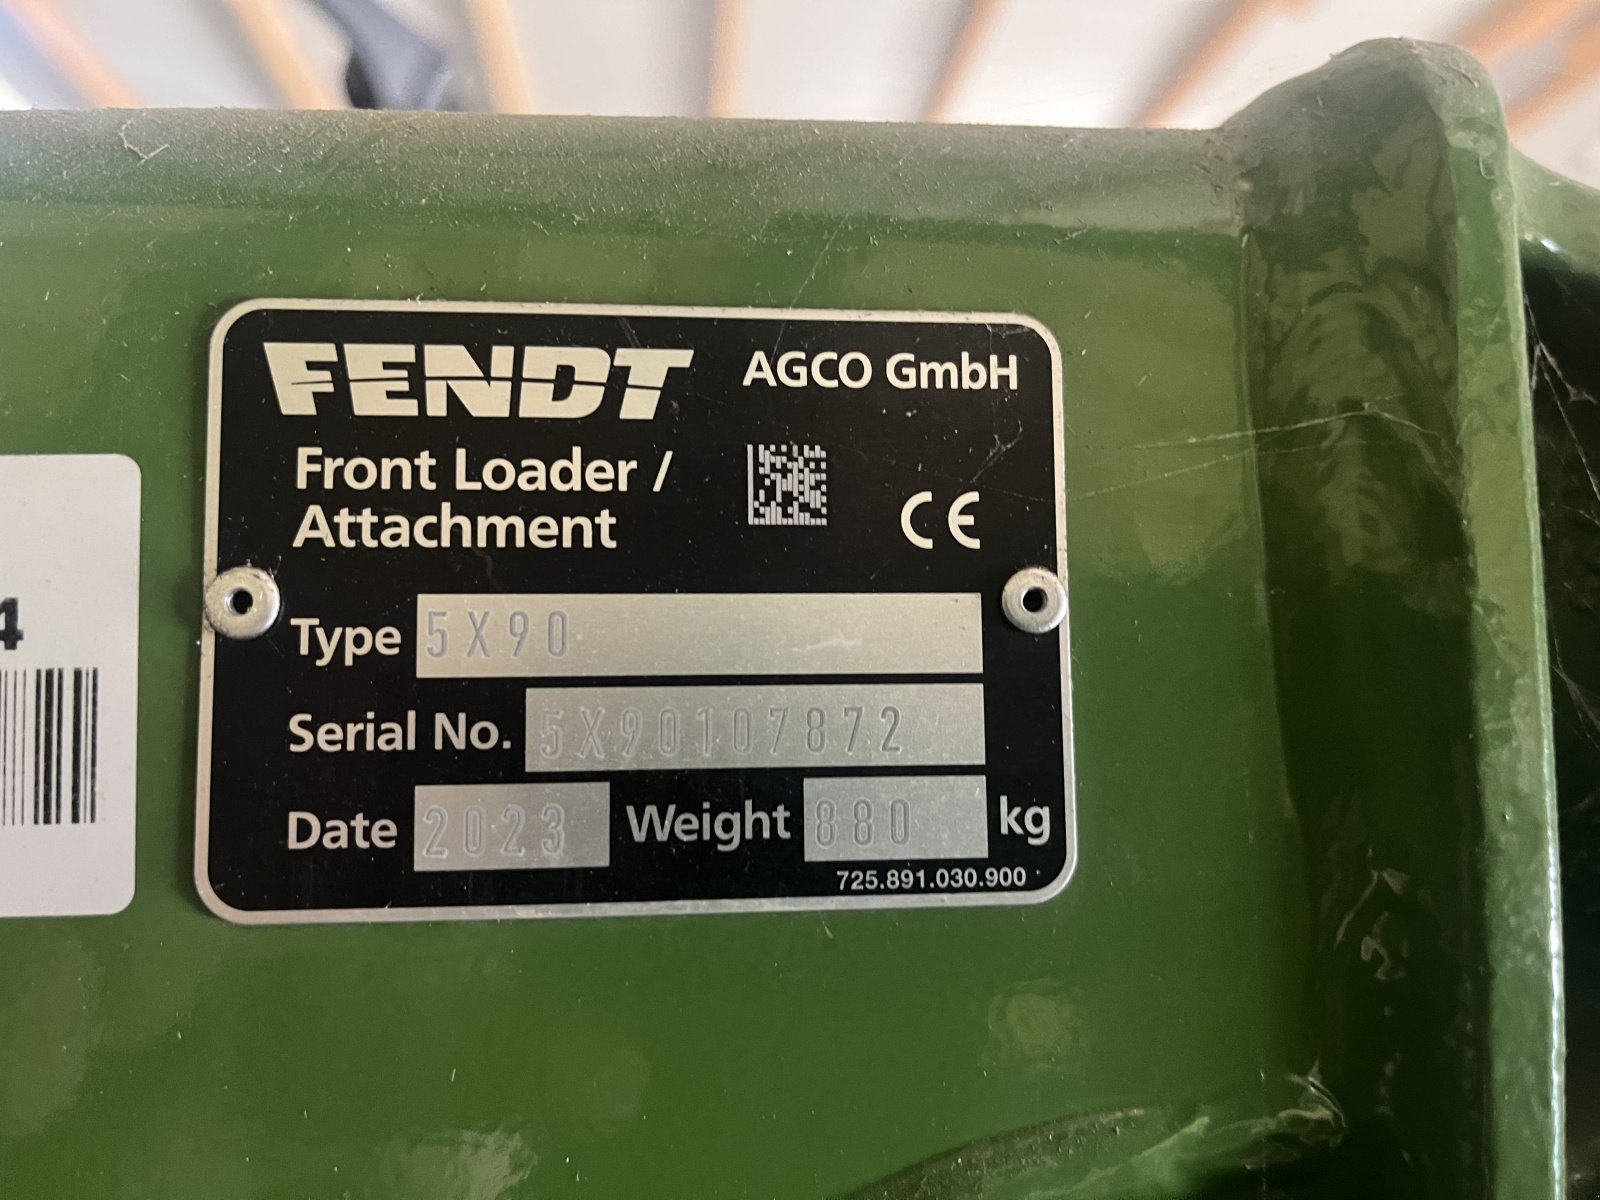 FENDT AGCO GmbH
Front Loader /
Attachment
CE
Type 5X90
Serial No. 5X90107872
Date 2023 Weight 880 kg
725.891.030.900
4